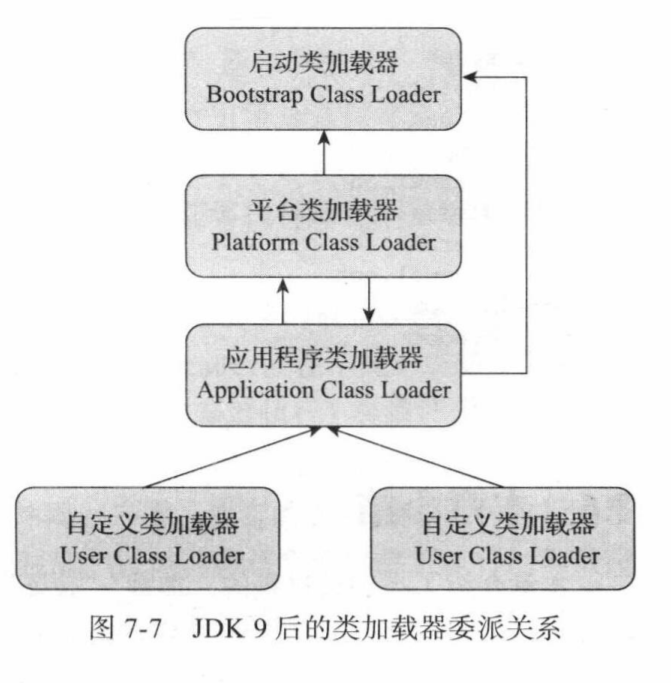 启动类加载器
Bootstrap Class Loader
平台类加载器
Platform Class Loader
应用程序类加载器
Application Class Loader
自定义类加载器
User Class Loader
自定义类加载器
User Class Loader
图 7-7 JDK 9 后的类加载器委派关系